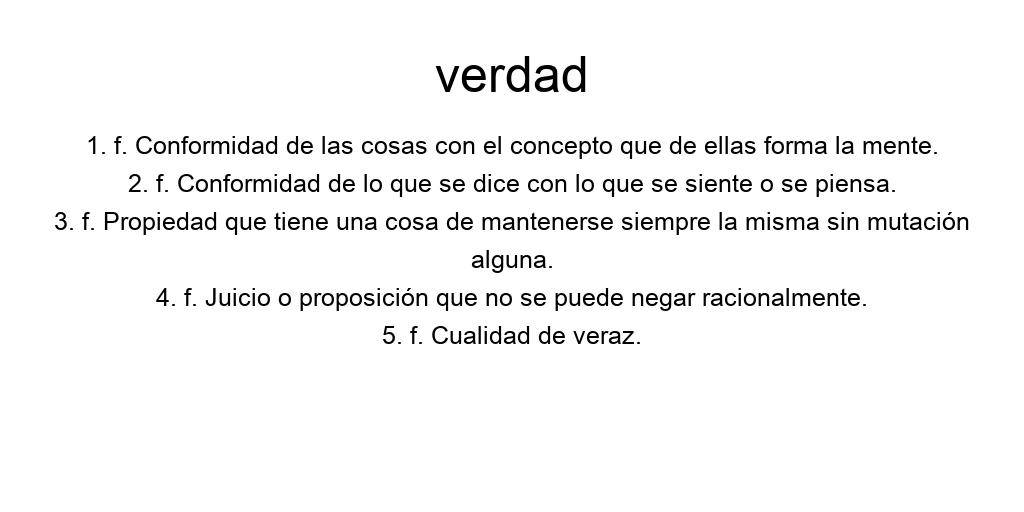 verdad
1. f. Conformidad de las cosas con el concepto que de ellas forma la mente.
2. f. Conformidad de lo que se dice con lo que se siente o se piensa.
3. f. Propiedad que tiene una cosa de mantenerse siempre la misma sin mutación
alguna.
4. f. Juicio o proposición que no se puede negar racionalmente.
5. f. Cualidad de veraz.